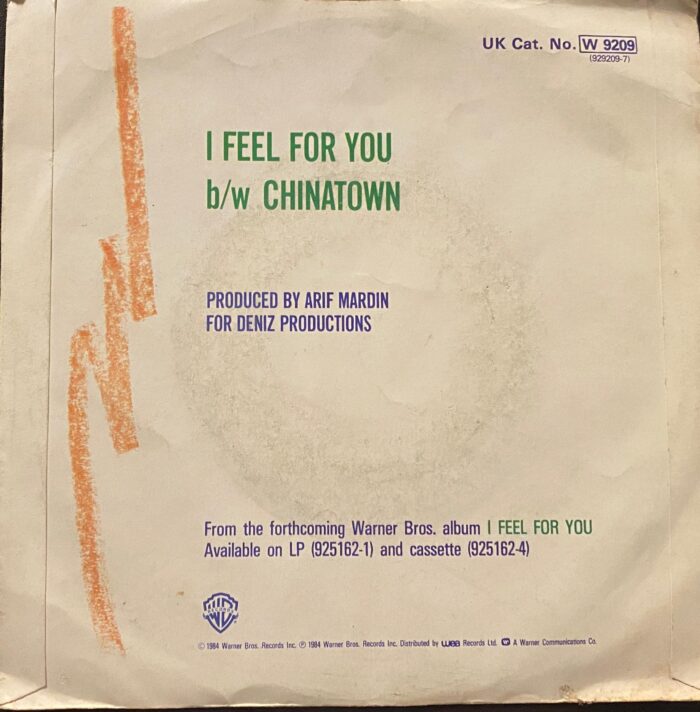 UK Cat. No. W 9209
(929209-7)
I FEEL FOR YOU
b/w CHINATOWN
PRODUCED BY ARIF MARDIN
FOR DENIZ PRODUCTIONS
From the forthcoming Warner Bros. album I FEEL FOR YOU
Available on LP (925162-1) and cassette (925162-4)
© 1984 Warner Bros. Records Inc. ℗ 1984 Warner Bros. Records Inc. Distributed by wea Records Ltd. A Warner Communications Co.